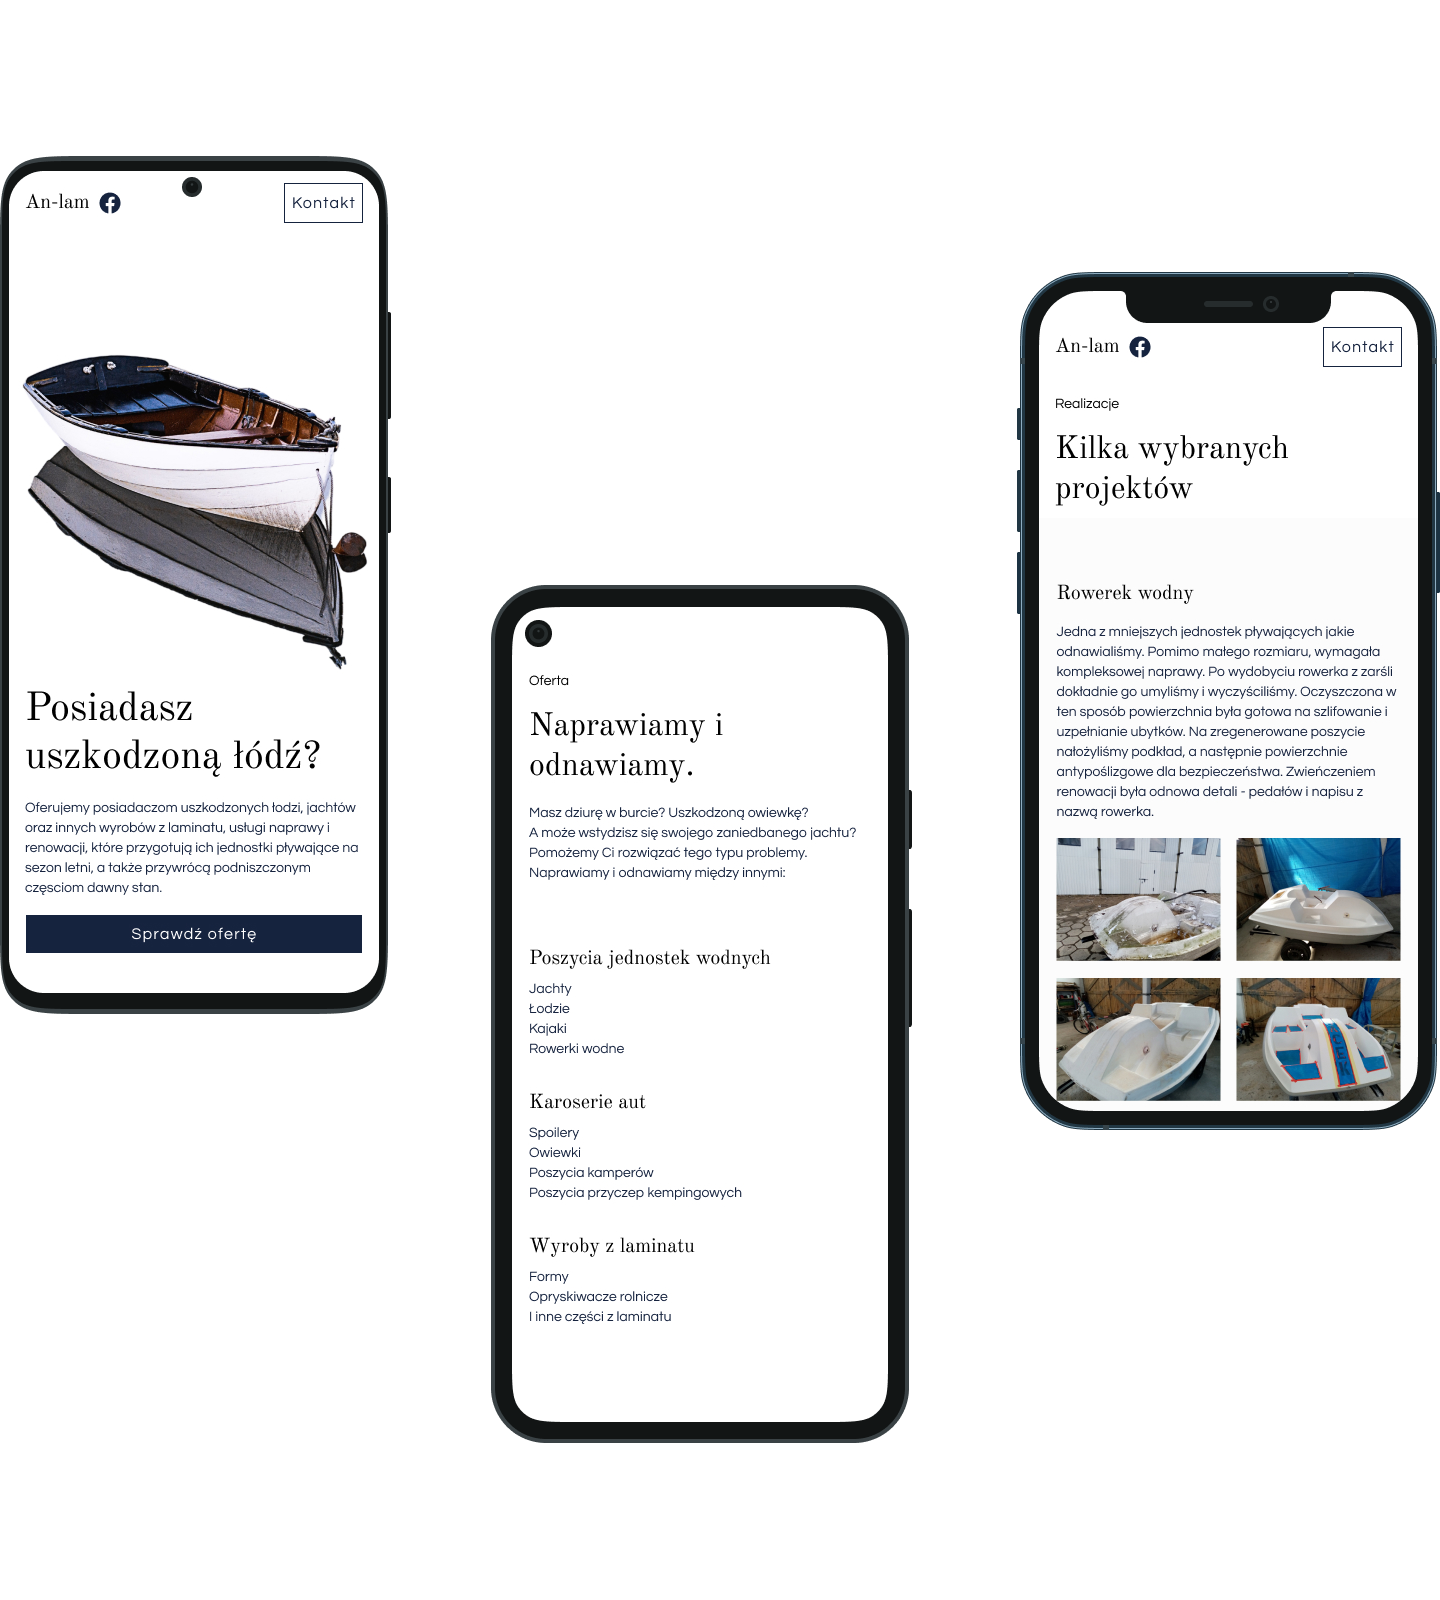 An-lam
Kontakt
Posiadasz
uszkodzoną łódź?
Oferujemy posiadaczom uszkodzonych łodzi, jachtów
oraz innych wyrobów z laminatu, usługi naprawy i
renowacji, które przygotują ich jednostki pływające na
sezon letni, a także przywrócą podniszczonym
częsciom dawny stan.
Sprawdź ofertę
Oferta
Naprawiamy i
odnawiamy.
Masz dziurę w burcie? Uszkodzoną owiewkę?
A może wstydzisz się swojego zaniedbanego jachtu?
Pomożemy Ci rozwiązać tego typu problemy.
Naprawiamy i odnawiamy między innymi:
Poszycia jednostek wodnych
Jachty
Łodzie
Kajaki
Rowerki wodne
Karoserie aut
Spoilery
Owiewki
Poszycia kamperów
Poszycia przyczep kempingowych
Wyroby z laminatu
Formy
Opryskiwacze rolnicze
I inne części z laminatu
An-lam
Kontakt
Realizacje
Kilka wybranych
projektów
Rowerek wodny
Jedna z mniejszych jednostek pływających jakie
odnawialiśmy. Pomimo małego rozmiaru, wymagała
kompleksowej naprawy. Po wydobyciu rowerka z zarśli
dokładnie go umyliśmy i wyczyściliśmy. Oczyszczona w
ten sposób powierzchnia była gotowa na szlifowanie i
uzpełnianie ubytków. Na zregenerowane poszycie
nałożyliśmy podkład, a następnie powierzchnie
antypoślizgowe dla bezpieczeństwa. Zwieńczeniem
renowacji była odnowa detali - pedałów i napisu z
nazwą rowerka.